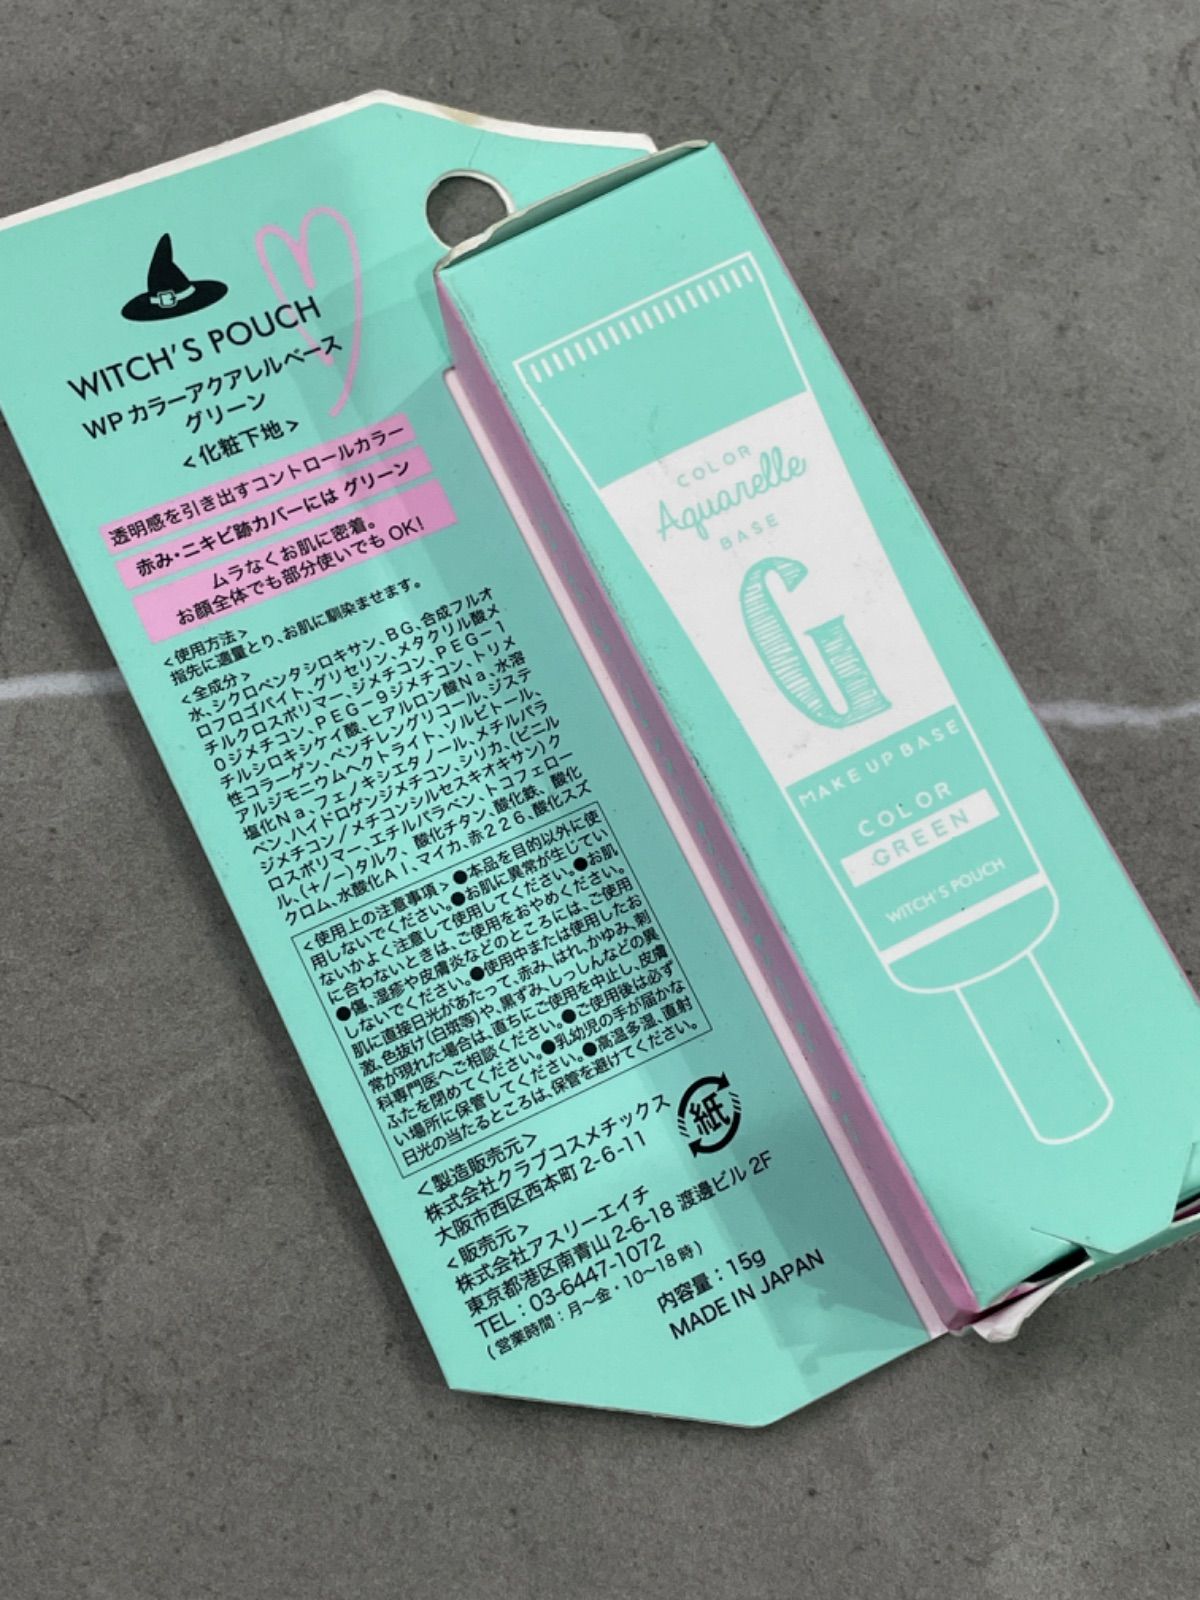 WITCH'S POUCH
WP カラーアクアレルベース
グリーン
<化粧下地>
透明感を引き出すコントロールカラー
赤み・ニキビ跡カバーには グリーン
ムラなくお肌に密着。
お顔全体でも部分使いでも OK!
<使用方法>
指先に適量とり、お肌に馴染ませます。
<全成分>
水、シクロペンタシロキサン、BG、合成フルオ
ロフロゴパイト、グリセリン、メタクリル酸メ
チルクロスポリマー、ジメチコン、PEG-1
0ジメチコン、PEG-9ジメチコン、トリメ
チルシロキシケイ酸、ヒアルロン酸Na、水溶
性コラーゲン、ペンチレングリコール、ジステ
アルジモニウムヘクトライト、ソルビトール、
塩化Na、フェノキシエタノール、メチルパラ
ベン、ハイドロゲンジメチコン、シリカ、(ビニル
ジメチコン/メチコンシルセスキオキサン)ク
ロスポリマー、エチルパラベン、トコフェロー
ル、(+/-)タルク、酸化チタン、酸化鉄、酸化
クロム、水酸化Al、マイカ、赤226、酸化スズ
<使用上の注意事項> ●本品を目的以外に使
用しないでください。●お肌に異常が生じてい
ないかよく注意して使用してください。●お肌
に合わないときは、ご使用をおやめください。
●傷、湿疹や皮膚炎などのところには、ご使用
しないでください。●使用中または使用したお
肌に直接日光があたって、赤み、はれ、かゆみ、刺
激、色抜け(白斑等)や、黒ずみ、しっしんなどの異
常が現れた場合は、直ちにご使用を中止し、皮膚
科専門医へご相談ください。●ご使用後は必ず
ふたを閉めてください。●乳幼児の手が届かな
い場所に保管してください。●高温多湿、直射
日光の当たるところは、保管を避けてください。
<製造販売元>
株式会社クラブコスメチックス
大阪市西区西本町 2-6-11
紙
<販売元>
株式会社アスリーエイチ
東京都港区南青山 2-6-18 渡邊ビル 2F
TEL : 03-6447-1072
(営業時間 : 月〜金・10〜18 時)
内容量 : 15g
MADE IN JAPAN
COLOR
Aquarelle
BASE
G
MAKE UP BASE
COLOR
GREEN
WITCH'S POUCH